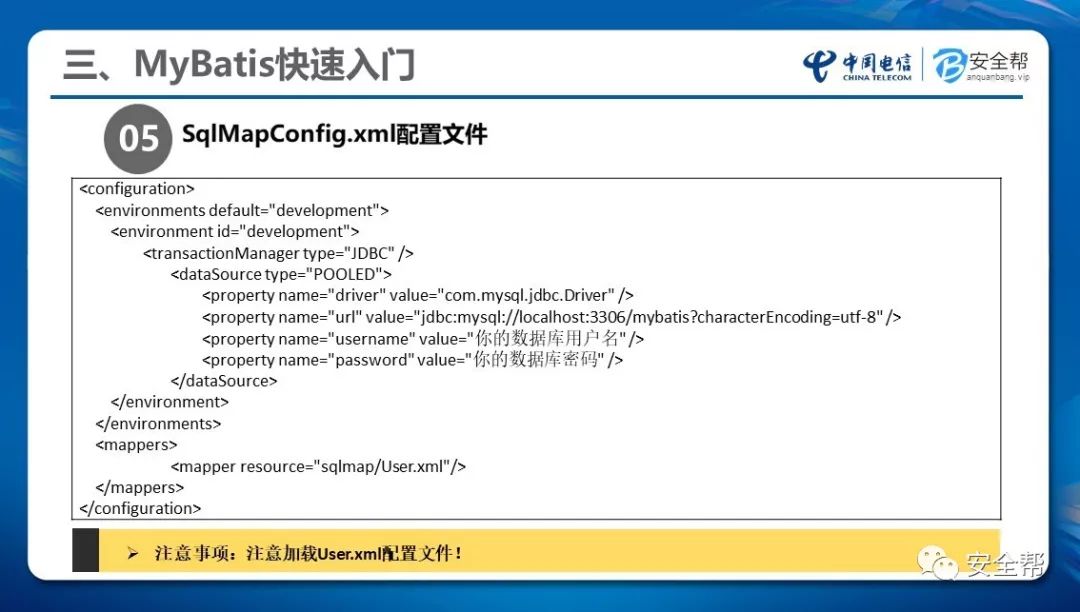 三、MyBatis快速入门
中国电信
CHINA TELECOM
安全帮
anquanbang.vip
05
SqlMapConfig.xml配置文件
<configuration>
<environments default="development">
<environment id="development">
<transactionManager type="JDBC" />
<dataSource type="POOLED">
<property name="driver" value="com.mysql.jdbc.Driver" />
<property name="url" value="jdbc:mysql://localhost:3306/mybatis?characterEncoding=utf-8" />
<property name="username" value="你的数据库用户名" />
<property name="password" value="你的数据库密码" />
</dataSource>
</environment>
</environments>
<mappers>
<mapper resource="sqlmap/User.xml"/>
</mappers>
</configuration>
➢ 注意事项：注意加载User.xml配置文件！
安全帮